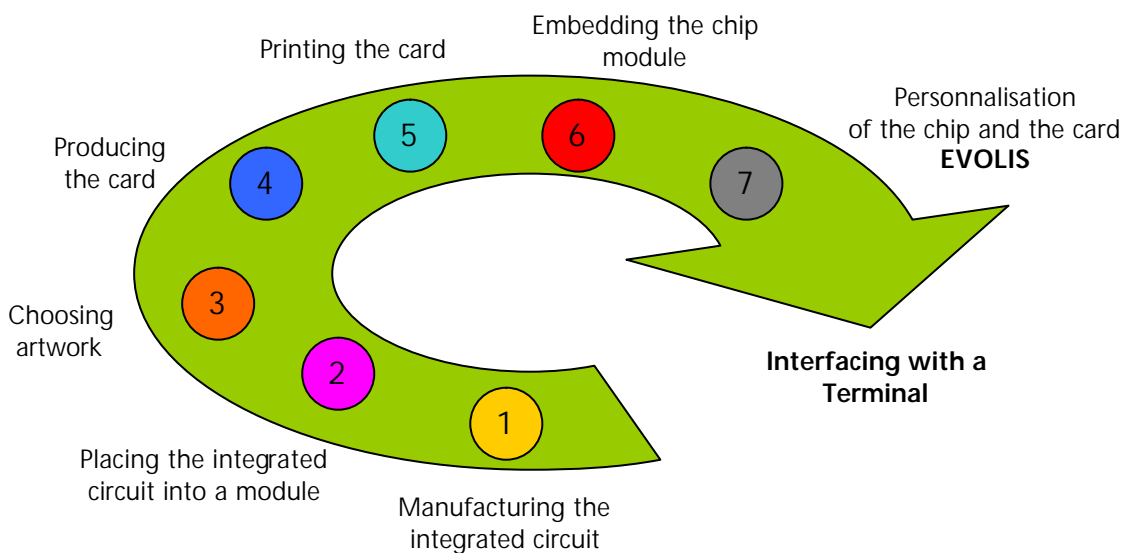 Embedding the chip
module
Printing the card
Personnalisation
of the chip and the card
EVOLIS
Producing
the card
5
6
4
7
3
Choosing
artwork
2
Interfacing with a
Terminal
1
Placing the integrated
circuit into a module
Manufacturing the
integrated circuit